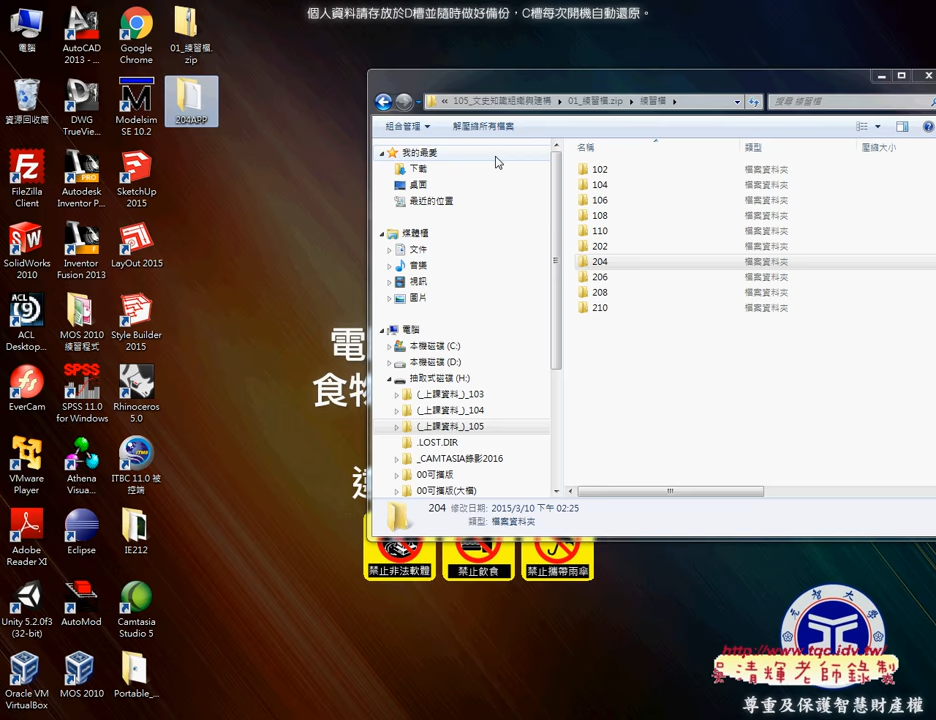 個人資料請存放於D槽並隨時做好備份，C槽每次開機自動還原。
電腦
AutoCAD 2013 - ...
Google Chrome
01_練習檔.zip
資源回收筒
DWG TrueVie...
Modelsim SE 10.2
204APP
FileZilla Client
Autodesk Inventor P...
SketchUp 2015
SolidWorks 2010
Inventor Fusion 2013
LayOut 2015
ACL Desktop...
MOS 2010 練習程式
Style Builder 2015
EverCam
SPSS 11.0 for Windows
Rhinoceros 5.0
VMware Player
Athena Visua...
ITBC 11.0 被控端
Adobe Reader XI
Eclipse
IE212
Unity 5.2.0f3 (32-bit)
AutoMod
Camtasia Studio 5
Oracle VM VirtualBox
MOS 2010
Portable_...
« 105_文史知識組織與建構 ▸ 01_練習檔.zip ▸ 練習檔 ▸
搜尋 練習檔
組合管理 ▼
解壓縮所有檔案
我的最愛
下載
桌面
最近的位置
媒體櫃
文件
音樂
視訊
圖片
電腦
本機磁碟 (C:)
本機磁碟 (D:)
抽取式磁碟 (H:)
(_上課資料_)_103
(_上課資料_)_104
(_上課資料_)_105
.LOST.DIR
_CAMTASIA錄影2016
00可攜版
00可攜版(大檔)
名稱 類型 壓縮大小
102 檔案資料夾
104 檔案資料夾
106 檔案資料夾
108 檔案資料夾
110 檔案資料夾
202 檔案資料夾
204 檔案資料夾
206 檔案資料夾
208 檔案資料夾
210 檔案資料夾
204 修改日期: 2015/3/10 下午 02:25
類型: 檔案資料夾
電
食物
禁止非法軟體
禁止飲食
禁止攜帶雨傘
元智大學
http://www.tqc.idv.tw/
吳清輝老師錄製
尊重及保護智慧財產權